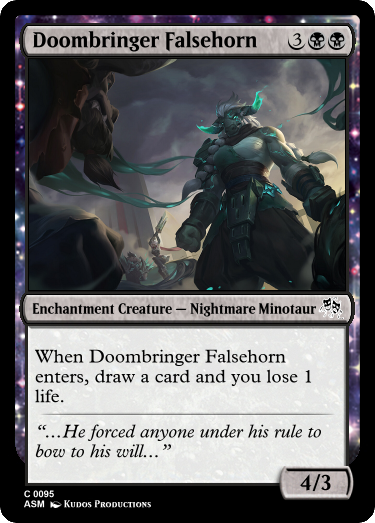 Doombringer Falsehorn 3
Enchantment Creature — Nightmare Minotaur
When Doombringer Falsehorn
enters, draw a card and you lose 1
life.
“…He forced anyone under his rule to
bow to his will…”
4/3
C 0095
ASM Kudos Productions